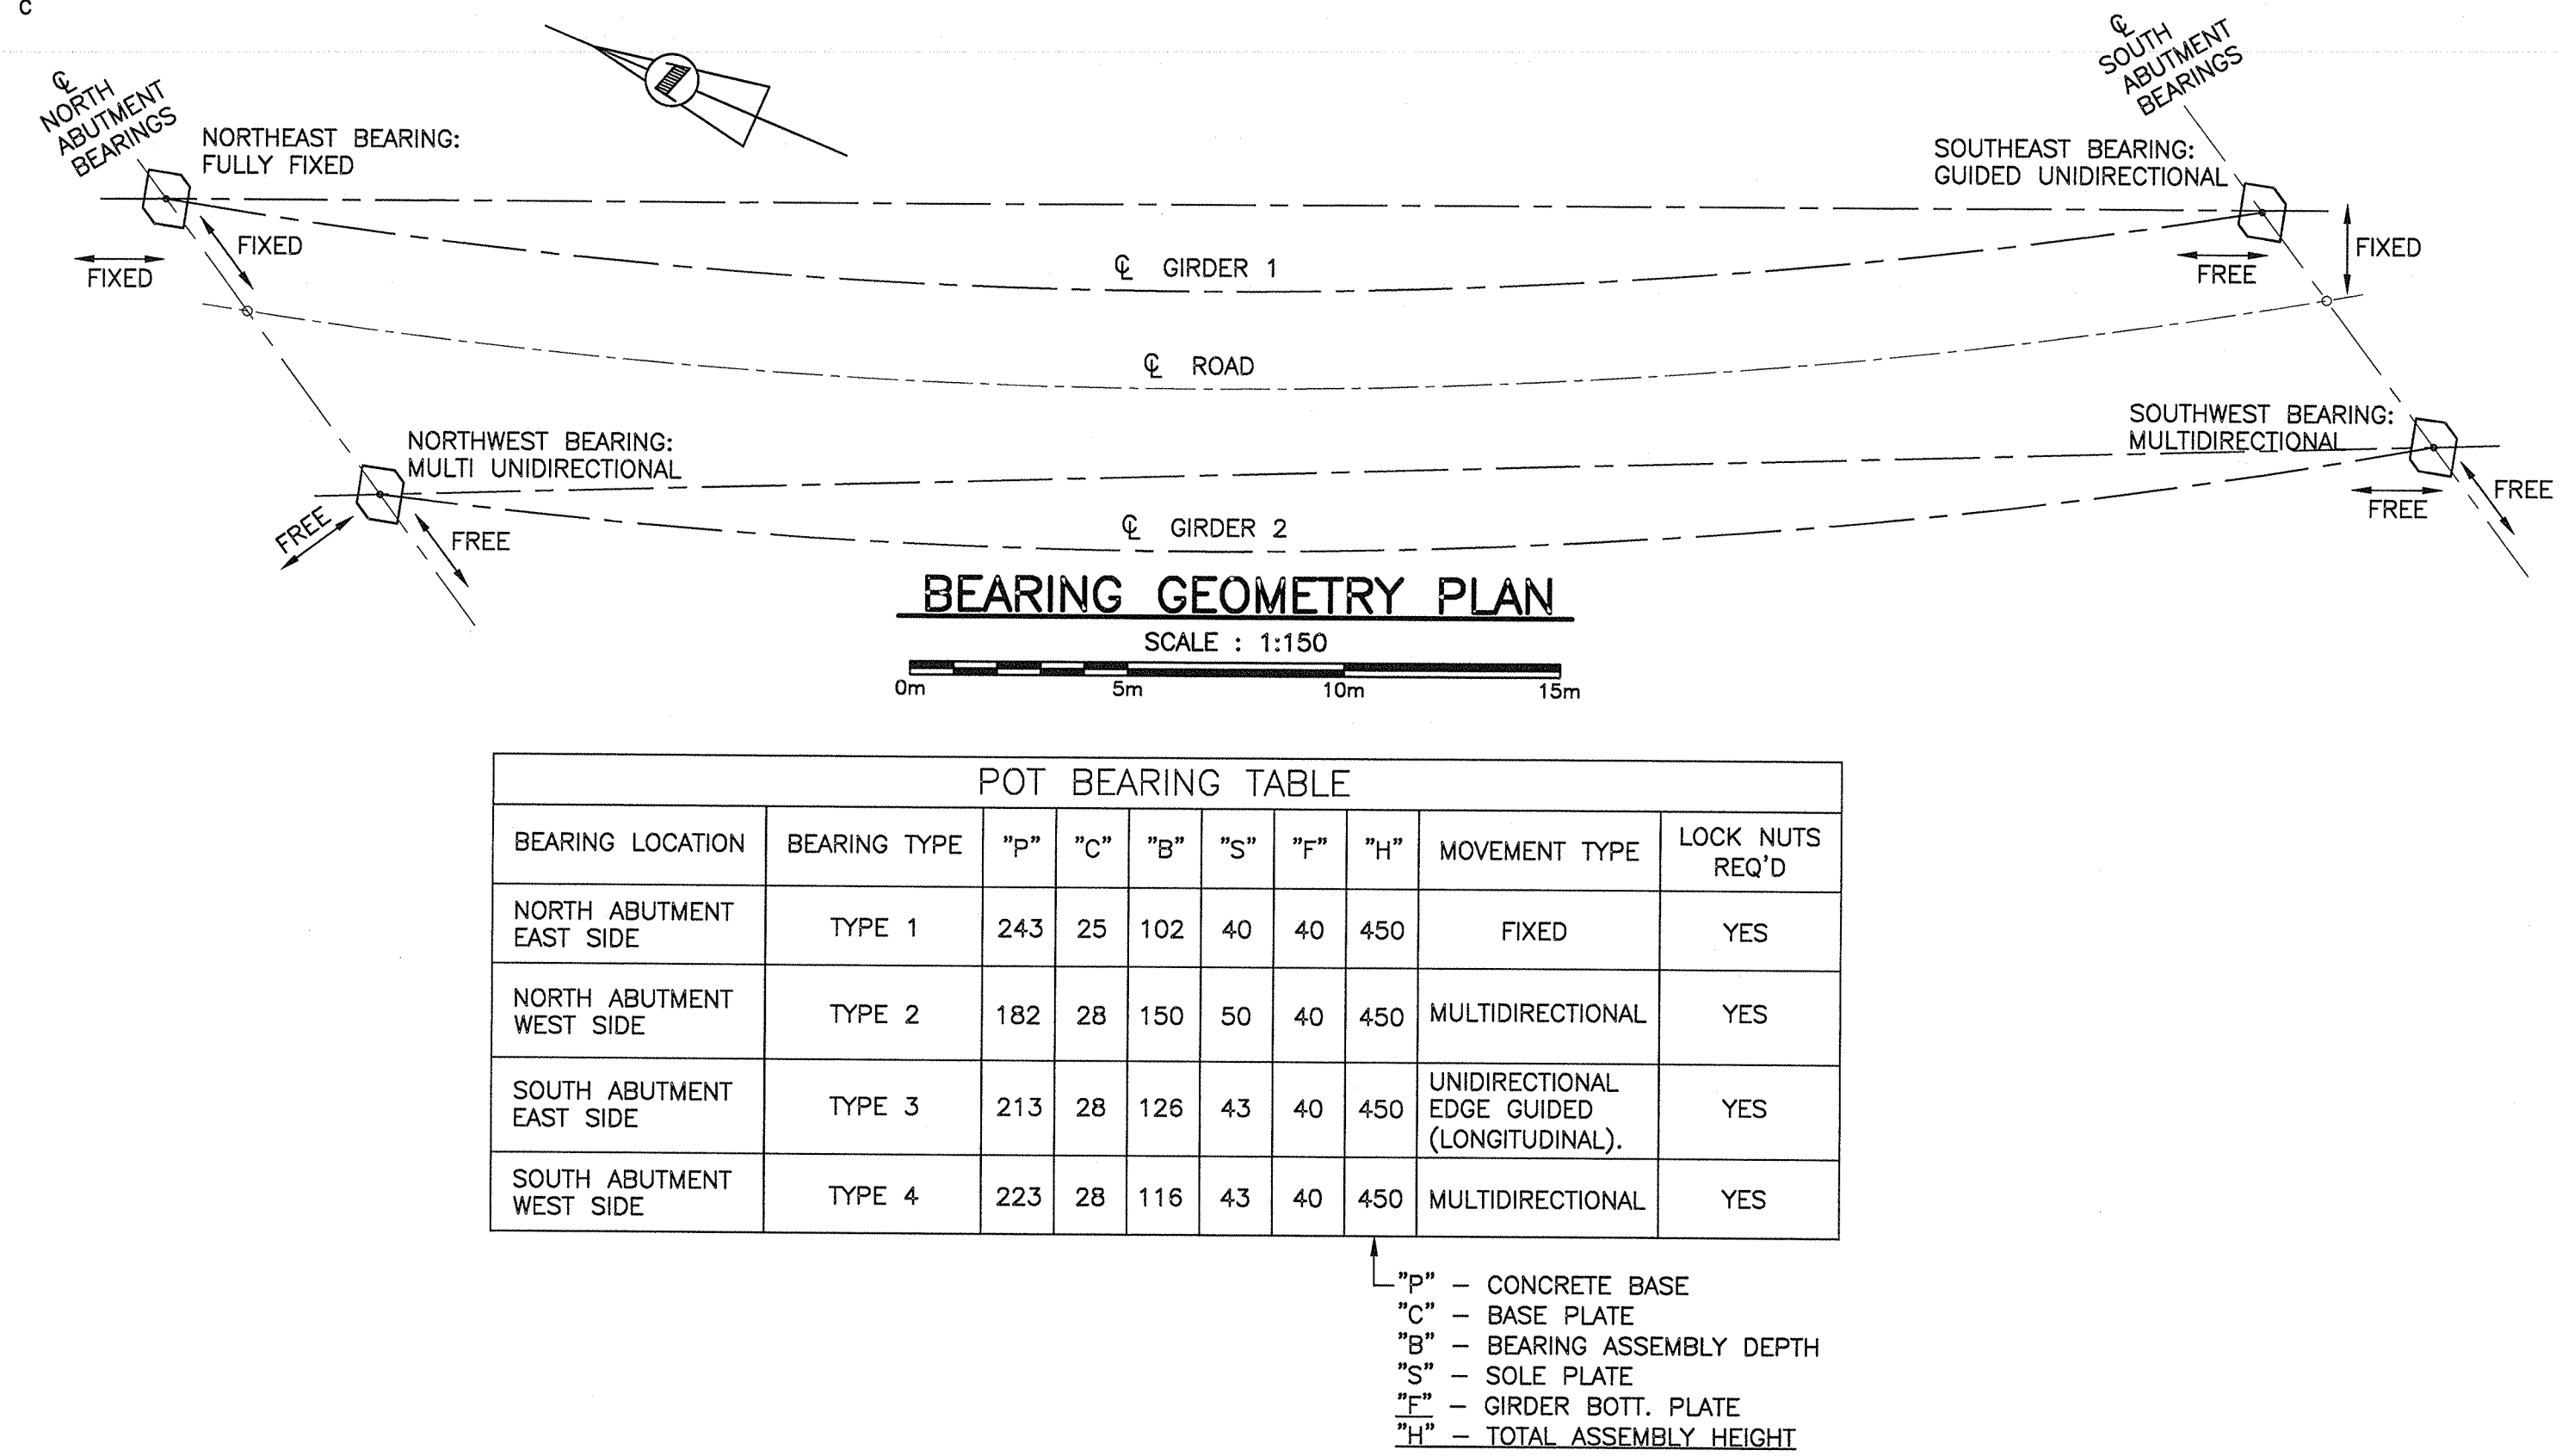 C
℄
NORTH
ABUTMENT
BEARINGS
℄
SOUTH
ABUTMENT
BEARINGS
NORTHEAST BEARING:
FULLY FIXED
SOUTHEAST BEARING:
GUIDED UNIDIRECTIONAL
FIXED
FIXED
FIXED
FREE
℄ GIRDER 1
℄ ROAD
NORTHWEST BEARING:
MULTI UNIDIRECTIONAL
SOUTHWEST BEARING:
MULTIDIRECTIONAL
FREE
FREE
FREE
FREE
℄ GIRDER 2
BEARING GEOMETRY PLAN
SCALE : 1:150
0m 5m 10m 15m
POT BEARING TABLE
BEARING LOCATION BEARING TYPE "P" "C" "B" "S" "F" "H" MOVEMENT TYPE LOCK NUTS
REQ'D
NORTH ABUTMENT
EAST SIDE TYPE 1 243 25 102 40 40 450 FIXED YES
NORTH ABUTMENT
WEST SIDE TYPE 2 182 28 150 50 40 450 MULTIDIRECTIONAL YES
SOUTH ABUTMENT
EAST SIDE TYPE 3 213 28 126 43 40 450 UNIDIRECTIONAL
EDGE GUIDED
(LONGITUDINAL). YES
SOUTH ABUTMENT
WEST SIDE TYPE 4 223 28 116 43 40 450 MULTIDIRECTIONAL YES
"P" – CONCRETE BASE
"C" – BASE PLATE
"B" – BEARING ASSEMBLY DEPTH
"S" – SOLE PLATE
"F" – GIRDER BOTT. PLATE
"H" – TOTAL ASSEMBLY HEIGHT